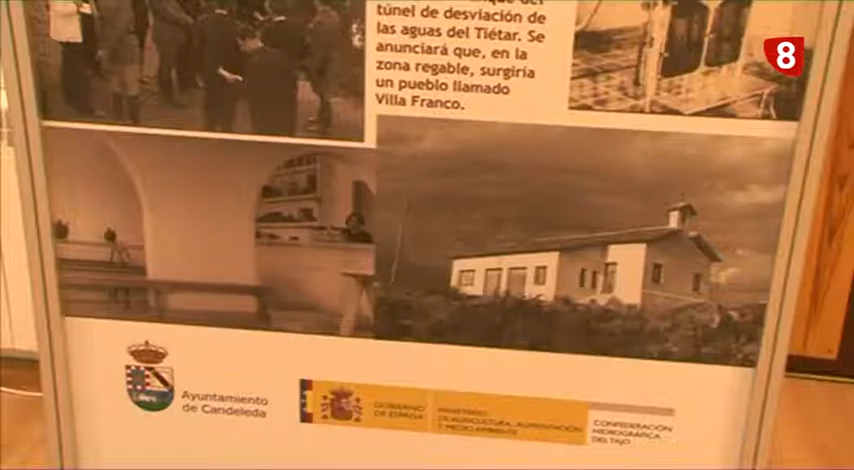 túnel de desviación de
las aguas del Tiétar. Se
anunciará que, en la
zona regable, surgiría
un pueblo llamado
Villa Franco.
8
Ayuntamiento
de Candeleda
GOBIERNO
DE ESPAÑA
MINISTERIO
DE AGRICULTURA, ALIMENTACIÓN
Y MEDIO AMBIENTE
CONFEDERACIÓN
HIDROGRÁFICA
DEL TAJO